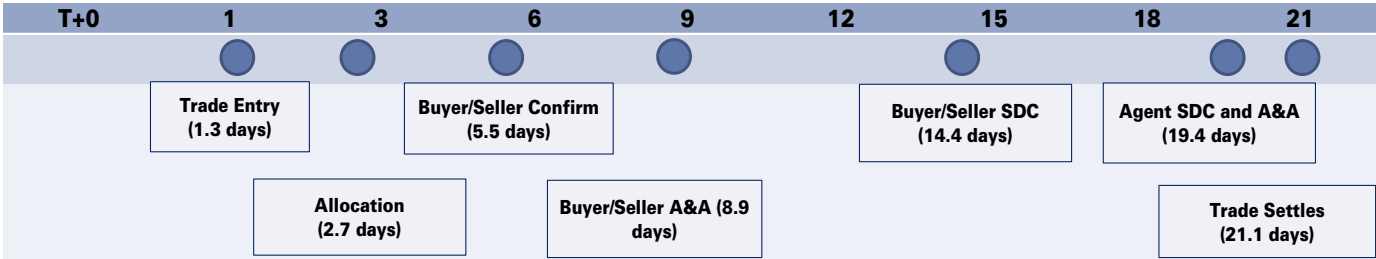 T+0 1 3 6 9 12 15 18 21
Trade Entry
(1.3 days)
Buyer/Seller Confirm
(5.5 days)
Buyer/Seller SDC
(14.4 days)
Agent SDC and A&A
(19.4 days)
Allocation
(2.7 days)
Buyer/Seller A&A (8.9
days)
Trade Settles
(21.1 days)